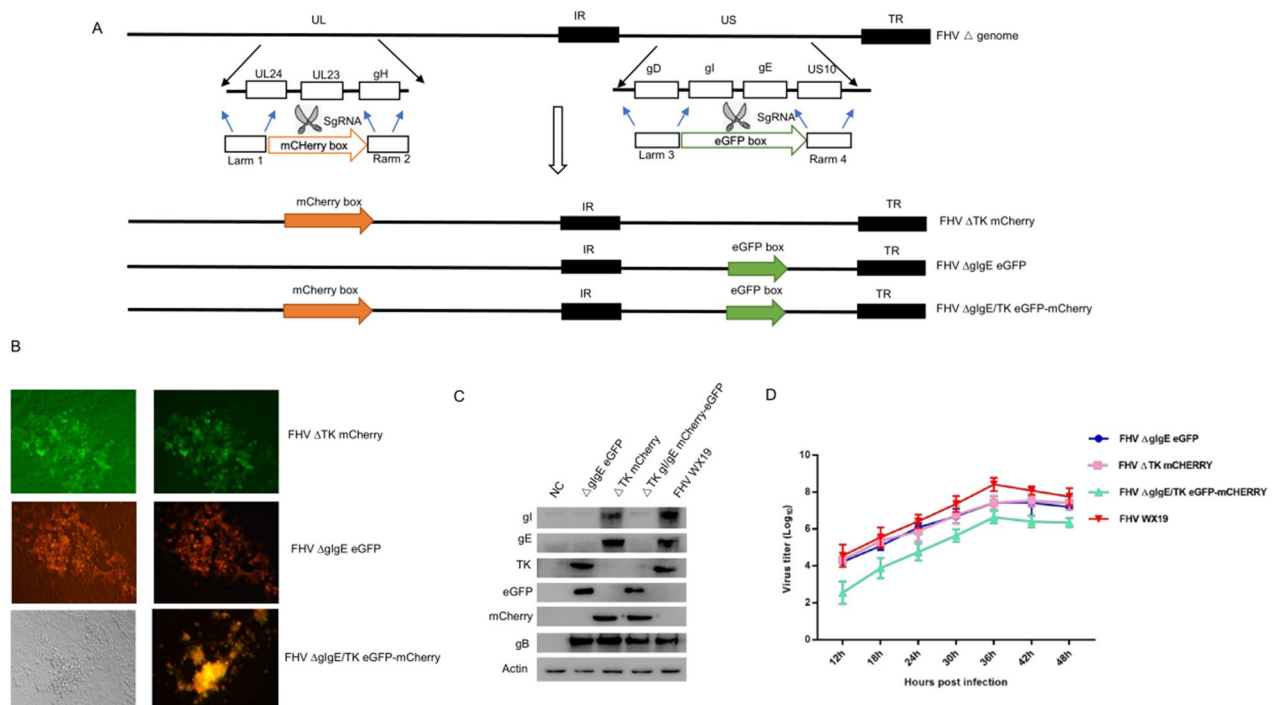 A
UL
IR
US
TR
FHV △ genome
UL24
UL23
gH
gD
gI
gE
US10
SgRNA
SgRNA
mCHerry box
eGFP box
Larm 1
Rarm 2
Larm 3
Rarm 4
mCherry box
IR
TR
FHV ΔTK mCherry
IR
eGFP box
TR
FHV ΔgIgE eGFP
mCherry box
IR
eGFP box
TR
FHV ΔgIgE/TK eGFP-mCherry
B
FHV ΔTK mCherry
FHV ΔgIgE eGFP
FHV ΔgIgE/TK eGFP-mCherry
C
NC
△ gIgE eGFP
△ TK mCherry
△ TK gI/gE mCherry-eGFP
FHV WX19
gI
gE
TK
eGFP
mCherry
gB
Actin
D
FHV ΔgIgE eGFP
FHV ΔTK mCHERRY
FHV ΔgIgE/TK eGFP-mCHERRY
FHV WX19
Virus titer (Log₁₀)
10
8
6
4
2
0
12h
18h
24h
30h
36h
42h
48h
Hours post infection